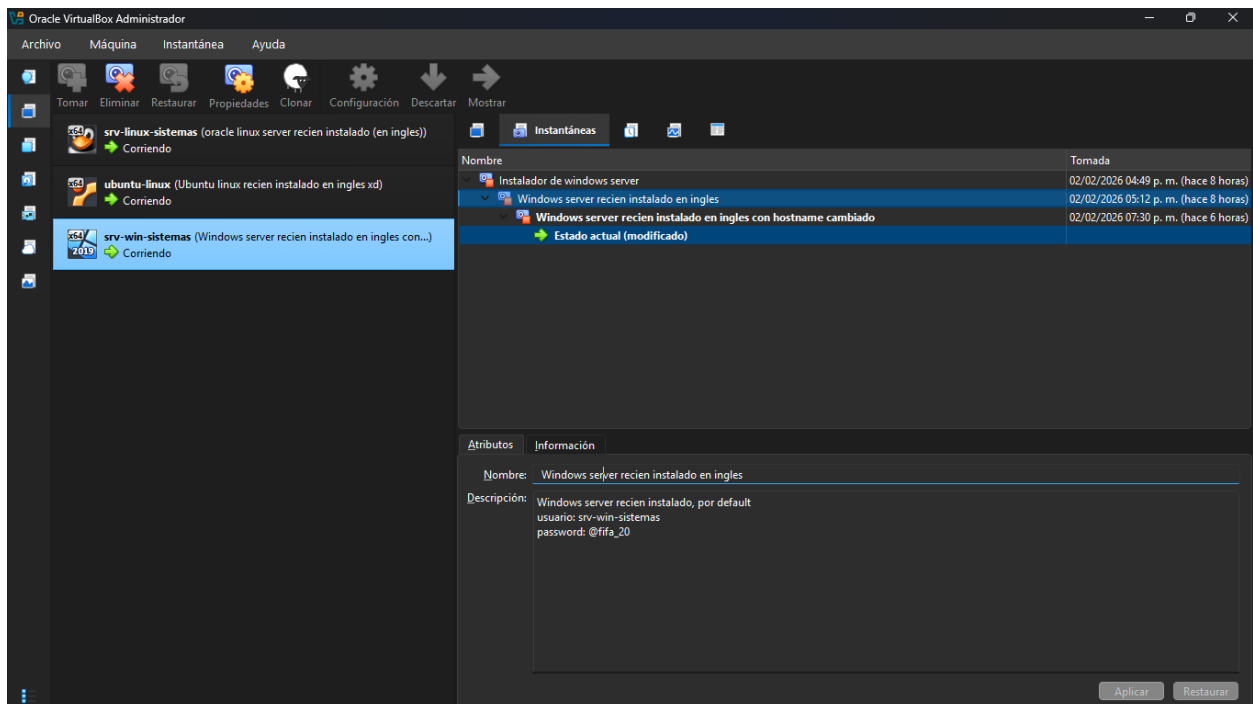 Oracle VirtualBox Administrador
Archivo Máquina Instantánea Ayuda
Tomar Eliminar Restaurar Propiedades Clonar Configuración Descartar Mostrar
x64 srv-linux-sistemas (oracle linux server recien instalado (en ingles))
Corriendo
x64 ubuntu-linux (Ubuntu linux recien instalado en ingles xd)
Corriendo
x64 srv-win-sistemas (Windows server recien instalado en ingles con...)
2019 Corriendo
Instantáneas
Nombre Tomada
Instalador de windows server 02/02/2026 04:49 p. m. (hace 8 horas)
Windows server recien instalado en ingles 02/02/2026 05:12 p. m. (hace 8 horas)
Windows server recien instalado en ingles con hostname cambiado 02/02/2026 07:30 p. m. (hace 6 horas)
Estado actual (modificado)
Atributos Información
Nombre: Windows server recien instalado en ingles
Descripción: Windows server recien instalado, por default
usuario: srv-win-sistemas
password: @fifa_20
Aplicar Restaurar